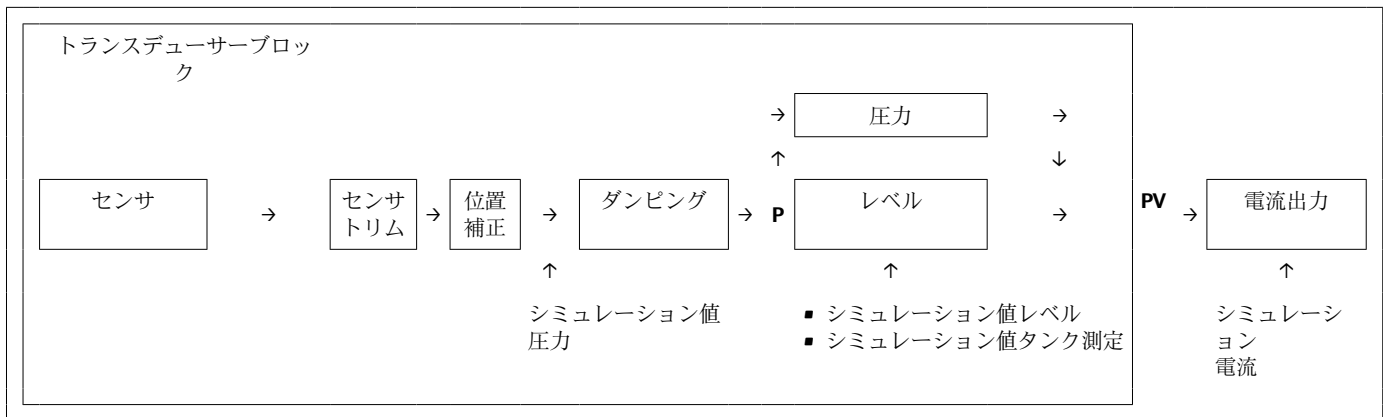 トランスデューサーブロッ
ク
→ 圧力 →
↑ ↓
センサ → センサ
トリム → 位置
補正 → ダンピング → P レベル → PV → 電流出力
↑ ↑ ↑
シミュレーション値
圧力
▪ シミュレーション値レベル
▪ シミュレーション値タンク測定
シミュレーシ
ョン
電流